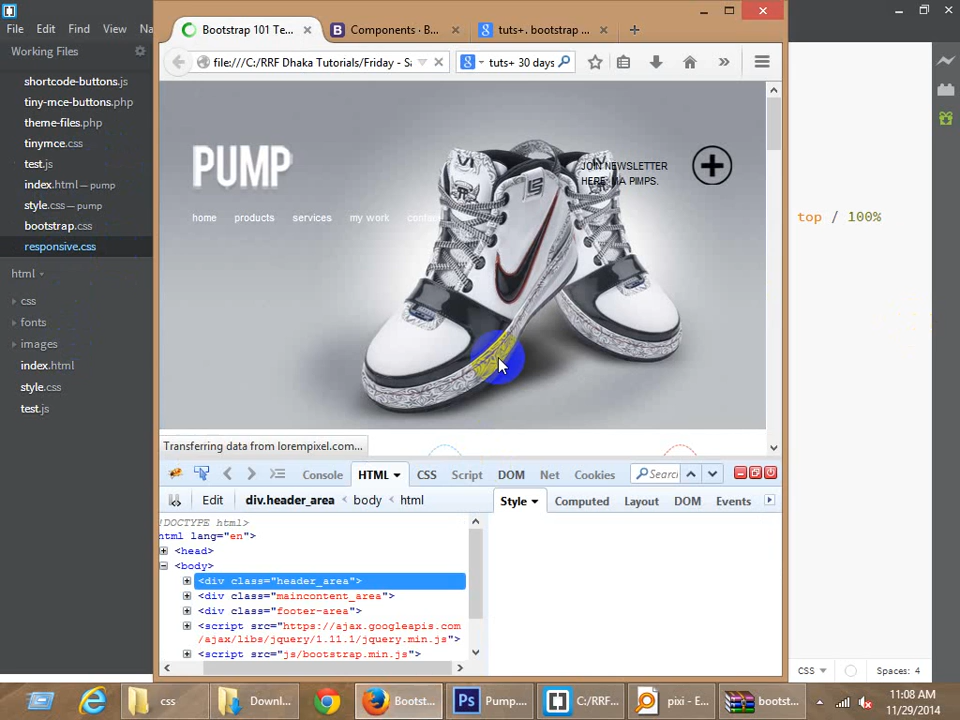 File Edit Find View Na
Working Files
shortcode-buttons.js
tiny-mce-buttons.php
theme-files.php
tinymce.css
test.js
index.html — pump
style.css — pump
bootstrap.css
responsive.css
html
css
fonts
images
index.html
style.css
test.js
Bootstrap 101 Te...
Components · B...
tuts+. bootstrap ...
file:///C:/RRF Dhaka Tutorials/Friday - Sa
tuts+ 30 days
PUMP
JOIN NEWSLETTER
HERE, MA PIMPS.
home products services my work contact
Transferring data from lorempixel.com...
Console HTML CSS Script DOM Net Cookies Search
Edit div.header_area body html
Style Computed Layout DOM Events
!DOCTYPE html>
html lang="en">
<head>
<body>
<div class="header_area">
<div class="maincontent_area">
<div class="footer-area">
<script src="https://ajax.googleapis.com
/ajax/libs/jquery/1.11.1/jquery.min.js">
<script src="js/bootstrap.min.js">
top / 100%
CSS Spaces: 4
css
Downl...
Bootst...
Pump....
C:/RRF...
pixi - E...
bootst...
11:08 AM
11/29/2014